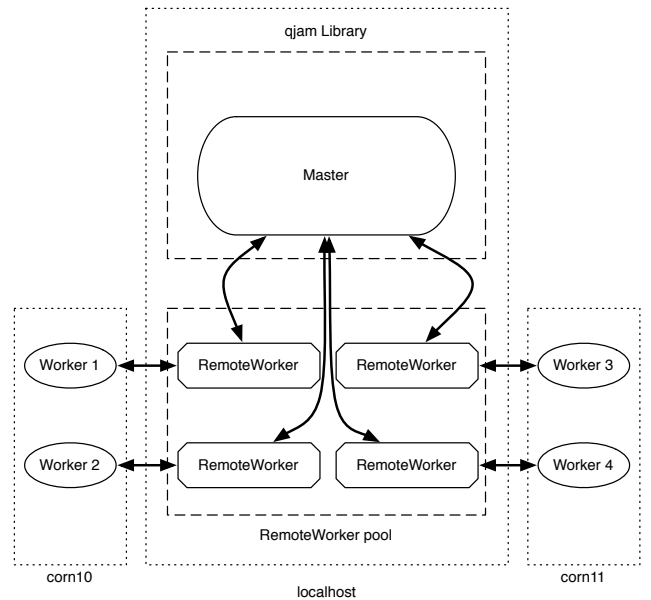 qjam Library
Master
Worker 1
RemoteWorker
RemoteWorker
Worker 3
Worker 2
RemoteWorker
RemoteWorker
Worker 4
RemoteWorker pool
corn10
localhost
corn11